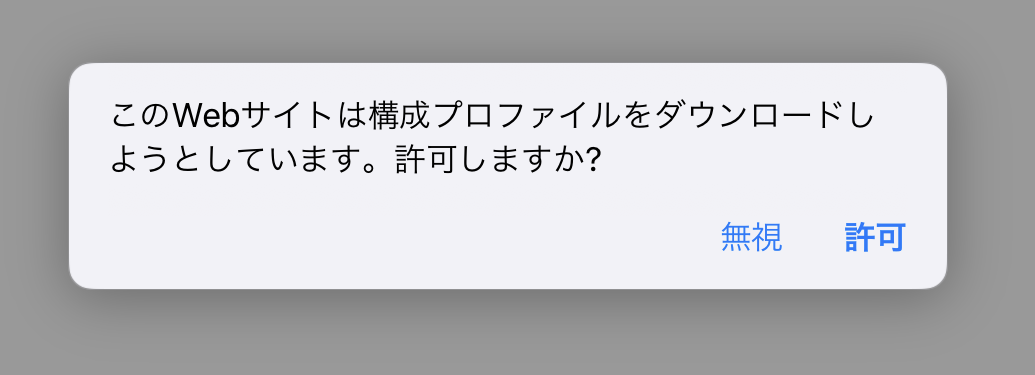 このWebサイトは構成プロファイルをダウンロードし
ようとしています。許可しますか?
無視 許可